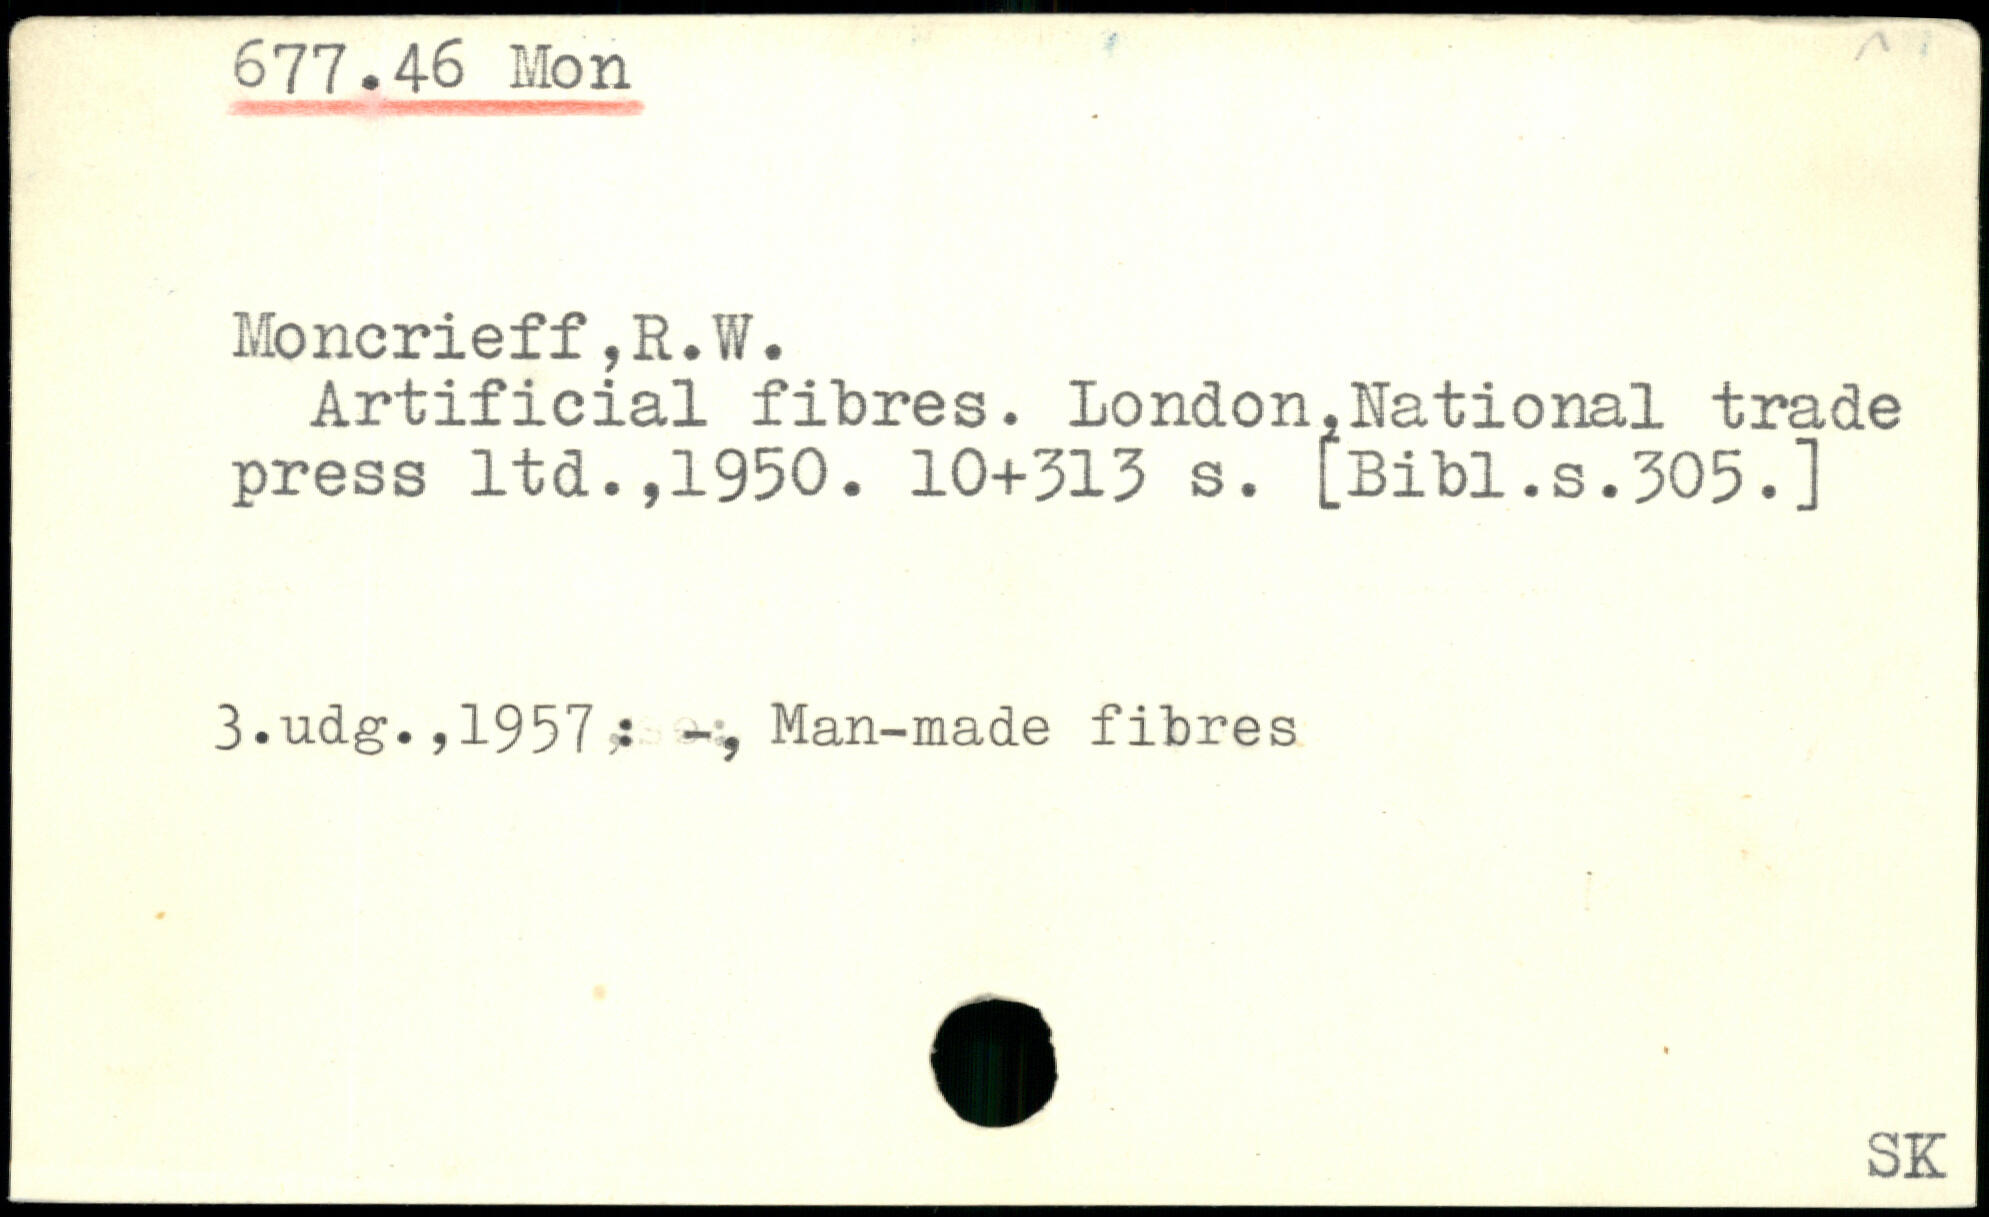 677.46 Mon
Moncrieff,R.W.
Artificial fibres. London,National trade
press ltd.,1950. 10+313 s. [Bibl.s.305.]
3.udg.,1957: -, Man-made fibres
SK